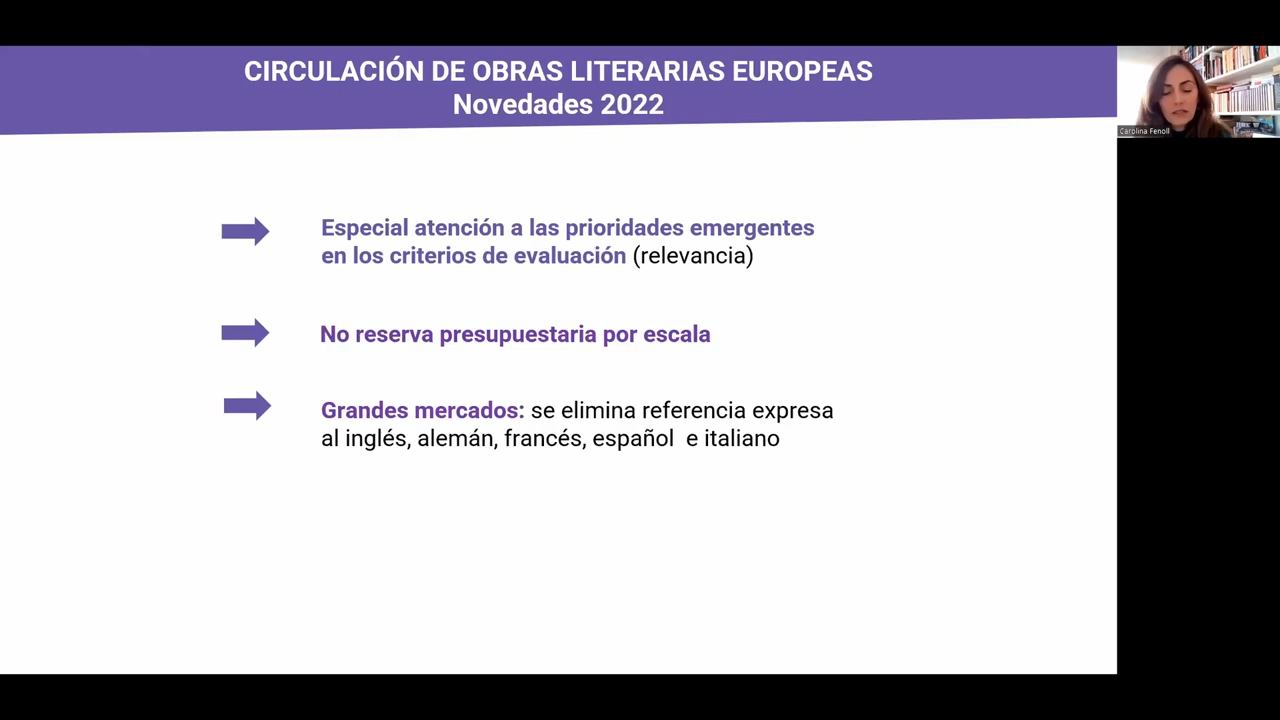 CIRCULACIÓN DE OBRAS LITERARIAS EUROPEAS
Novedades 2022
Carolina Fenoll
Especial atención a las prioridades emergentes
en los criterios de evaluación (relevancia)
No reserva presupuestaria por escala
Grandes mercados: se elimina referencia expresa
al inglés, alemán, francés, español e italiano